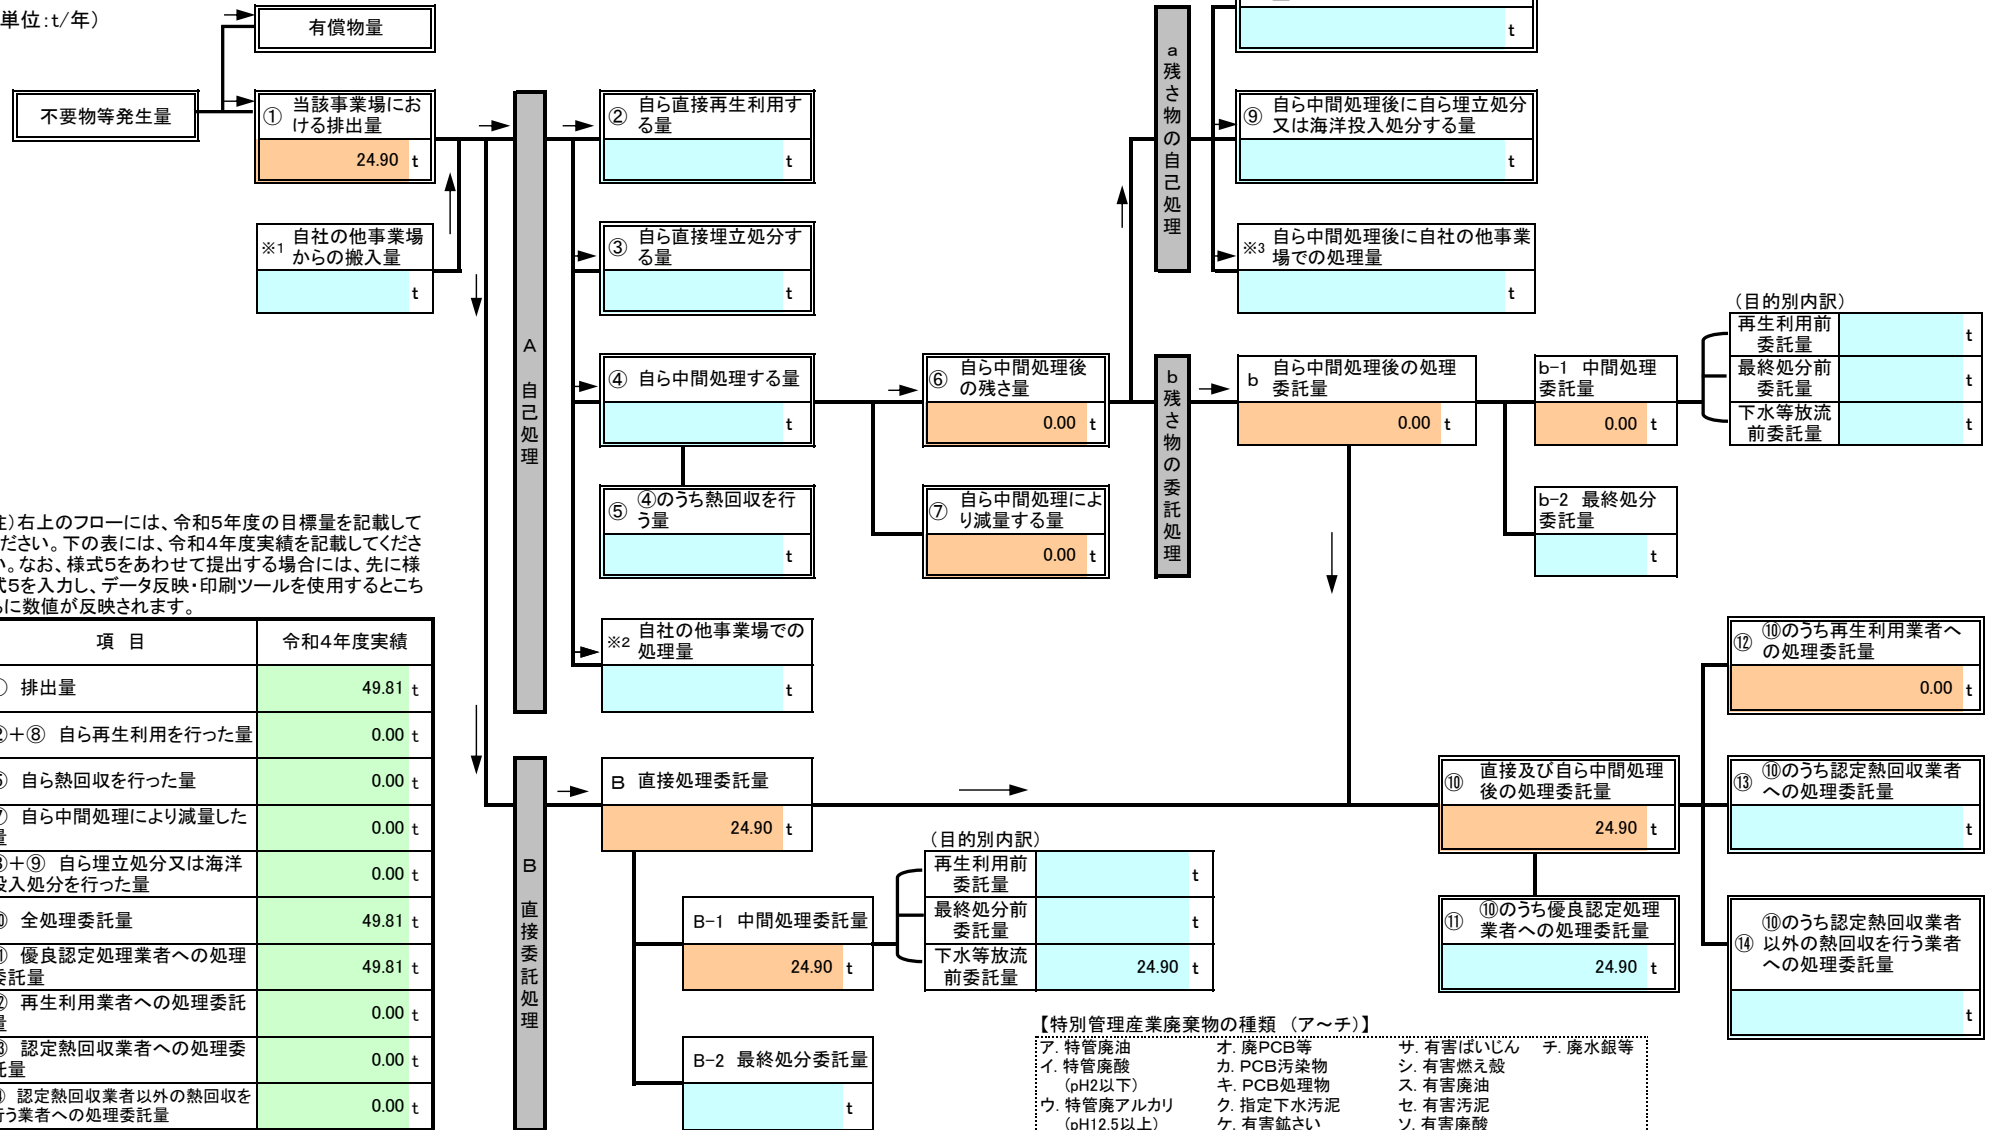 単位：t/年）
有償物量
不要物等発生量
① 当該事業場にお
ける排出量
24.90 t
※1 自社の他事業場
からの搬入量
t
A 自己処理
② 自ら直接再生利用す
る量
t
③ 自ら直接埋立処分す
る量
t
④ 自ら中間処理する量
t
⑤ ④のうち熱回収を行
う量
t
※2 自社の他事業場での
処理量
t
⑥ 自ら中間処理後
の残さ量
0.00 t
⑦ 自ら中間処理によ
り減量する量
0.00 t
a 残さ物の自己処理
t
⑨ 自ら中間処理後に自ら埋立処分
又は海洋投入処分する量
t
※3 自ら中間処理後に自社の他事業
場での処理量
t
b 残さ物の委託処理
b 自ら中間処理後の処理
委託量
0.00 t
b-1 中間処理
委託量
0.00 t
b-2 最終処分
委託量
t
（目的別内訳）
再生利用前
委託量 t
最終処分前
委託量 t
下水等放流
前委託量 t
）右上のフローには、令和5年度の目標量を記載して
ださい。下の表には、令和4年度実績を記載してくださ
。なお、様式5をあわせて提出する場合には、先に様
式5を入力し、データ反映・印刷ツールを使用するとこち
に数値が反映されます。
項 目 令和4年度実績
排出量 49.81 t
＋⑧ 自ら再生利用を行った量 0.00 t
自ら熱回収を行った量 0.00 t
自ら中間処理により減量した
量 0.00 t
＋⑨ 自ら埋立処分又は海洋
投入処分を行った量 0.00 t
全処理委託量 49.81 t
優良認定処理業者への処理
委託量 49.81 t
再生利用業者への処理委託
量 0.00 t
認定熱回収業者への処理委
託量 0.00 t
認定熱回収業者以外の熱回収を
行う業者への処理委託量 0.00 t
B 直接委託処理
B 直接処理委託量
24.90 t
B-1 中間処理委託量
24.90 t
B-2 最終処分委託量
t
（目的別内訳）
再生利用前
委託量 t
最終処分前
委託量 t
下水等放流
前委託量 24.90 t
⑩ 直接及び自ら中間処理
後の処理委託量
24.90 t
⑪ ⑩のうち優良認定処理
業者への処理委託量
24.90 t
⑫ ⑩のうち再生利用業者へ
の処理委託量
0.00 t
⑬ ⑩のうち認定熱回収業者
への処理委託量
t
⑭ ⑩のうち認定熱回収業者
以外の熱回収を行う業者
への処理委託量
t
【特別管理産業廃棄物の種類 （ア～チ）】
ア. 特管廃油 オ. 廃PCB等 サ. 有害ばいじん チ. 廃水銀等
イ. 特管廃酸 カ. PCB汚染物 シ. 有害燃え殻
（pH2以下） キ. PCB処理物 ス. 有害廃油
ウ. 特管廃アルカリ ク. 指定下水汚泥 セ. 有害汚泥
（pH12.5以上） ケ. 有害鉱さい ソ. 有害廃酸